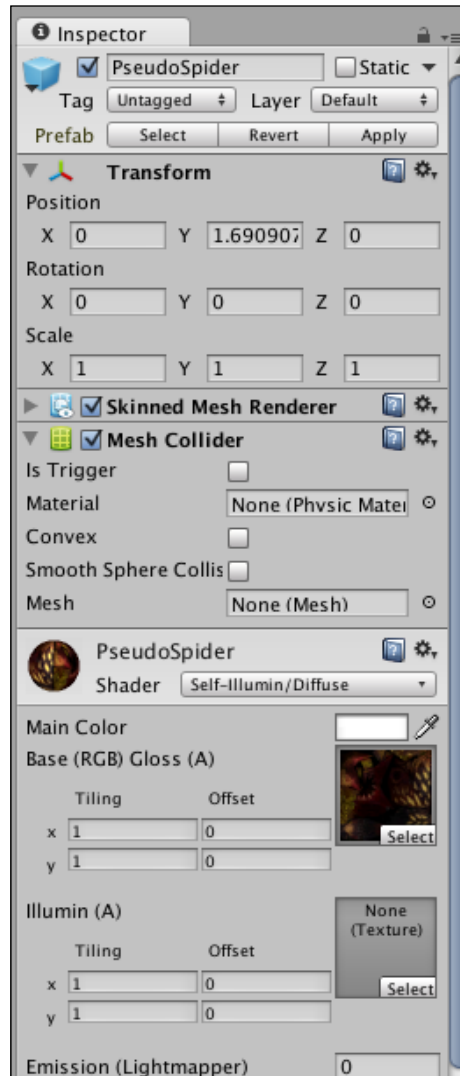 Inspector
PseudoSpider Static
Tag Untagged Layer Default
Prefab Select Revert Apply
Transform
Position
X 0 Y 1.690907 Z 0
Rotation
X 0 Y 0 Z 0
Scale
X 1 Y 1 Z 1
Skinned Mesh Renderer
Mesh Collider
Is Trigger
Material None (Physic Mater
Convex
Smooth Sphere Collis
Mesh None (Mesh)
PseudoSpider
Shader Self-Illumin/Diffuse
Main Color
Base (RGB) Gloss (A)
Tiling Offset
x 1 0
y 1 0
Select
Illumin (A)
None
(Texture)
Tiling Offset
x 1 0
y 1 0
Select
Emission (Lightmapper) 0